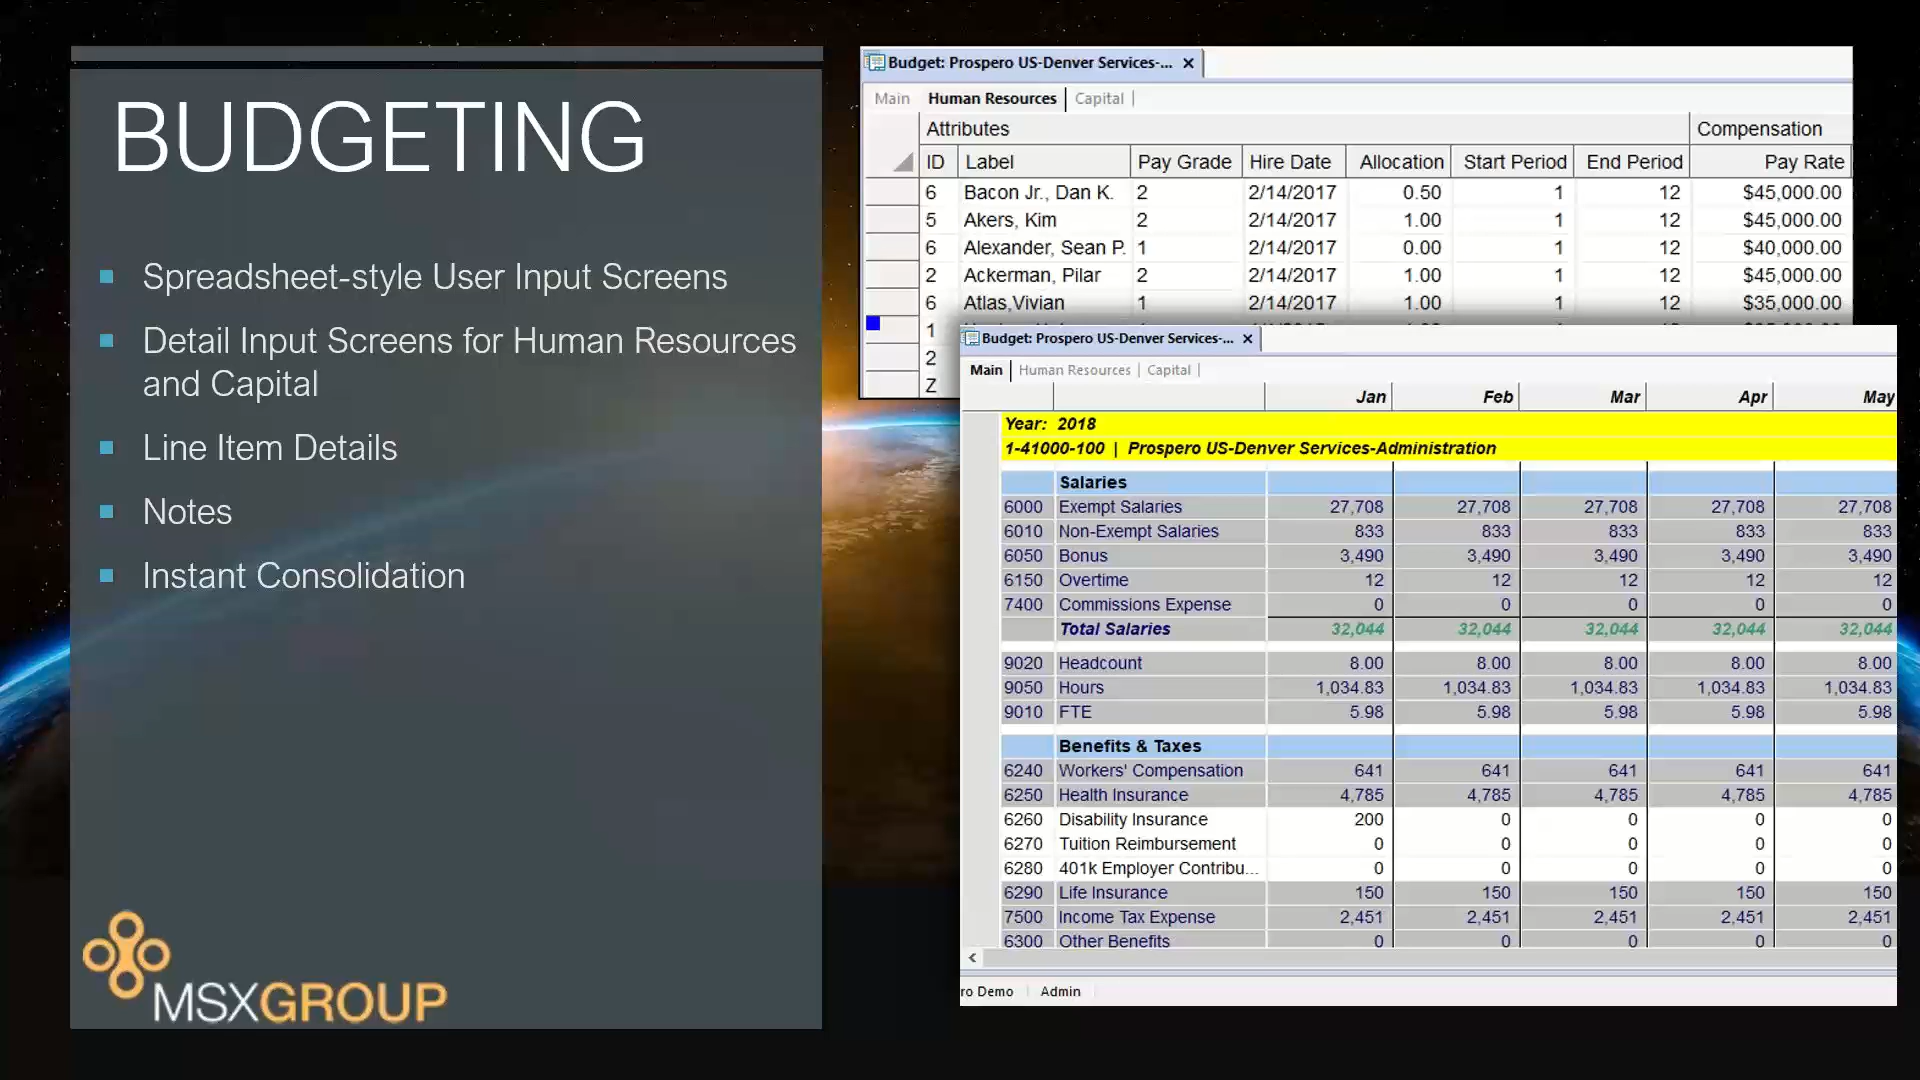 BUDGETING
Spreadsheet-style User Input Screens
Detail Input Screens for Human Resources
and Capital
Line Item Details
Notes
Instant Consolidation
MSXGROUP
Budget: Prospero US-Denver Services-... ×
Main Human Resources Capital
Attributes Compensation
ID Label Pay Grade Hire Date Allocation Start Period End Period Pay Rate
6 Bacon Jr., Dan K. 2 2/14/2017 0.50 1 12 $45,000.00
5 Akers, Kim 2 2/14/2017 1.00 1 12 $45,000.00
6 Alexander, Sean P. 1 2/14/2017 0.00 1 12 $40,000.00
2 Ackerman, Pilar 2 2/14/2017 1.00 1 12 $45,000.00
6 Atlas,Vivian 1 2/14/2017 1.00 1 12 $35,000.00
1
2
Z
Budget: Prospero US-Denver Services-... ×
Main Human Resources Capital
Jan Feb Mar Apr May
Year: 2018
1-41000-100 | Prospero US-Denver Services-Administration
Salaries
6000 Exempt Salaries 27,708 27,708 27,708 27,708 27,708
6010 Non-Exempt Salaries 833 833 833 833 833
6050 Bonus 3,490 3,490 3,490 3,490 3,490
6150 Overtime 12 12 12 12 12
7400 Commissions Expense 0 0 0 0 0
Total Salaries 32,044 32,044 32,044 32,044 32,044
9020 Headcount 8.00 8.00 8.00 8.00 8.00
9050 Hours 1,034.83 1,034.83 1,034.83 1,034.83 1,034.83
9010 FTE 5.98 5.98 5.98 5.98 5.98
Benefits & Taxes
6240 Workers' Compensation 641 641 641 641 641
6250 Health Insurance 4,785 4,785 4,785 4,785 4,785
6260 Disability Insurance 200 0 0 0 0
6270 Tuition Reimbursement 0 0 0 0 0
6280 401k Employer Contribu... 0 0 0 0 0
6290 Life Insurance 150 150 150 150 150
7500 Income Tax Expense 2,451 2,451 2,451 2,451 2,451
6300 Other Benefits 0 0 0 0 0
ro Demo Admin